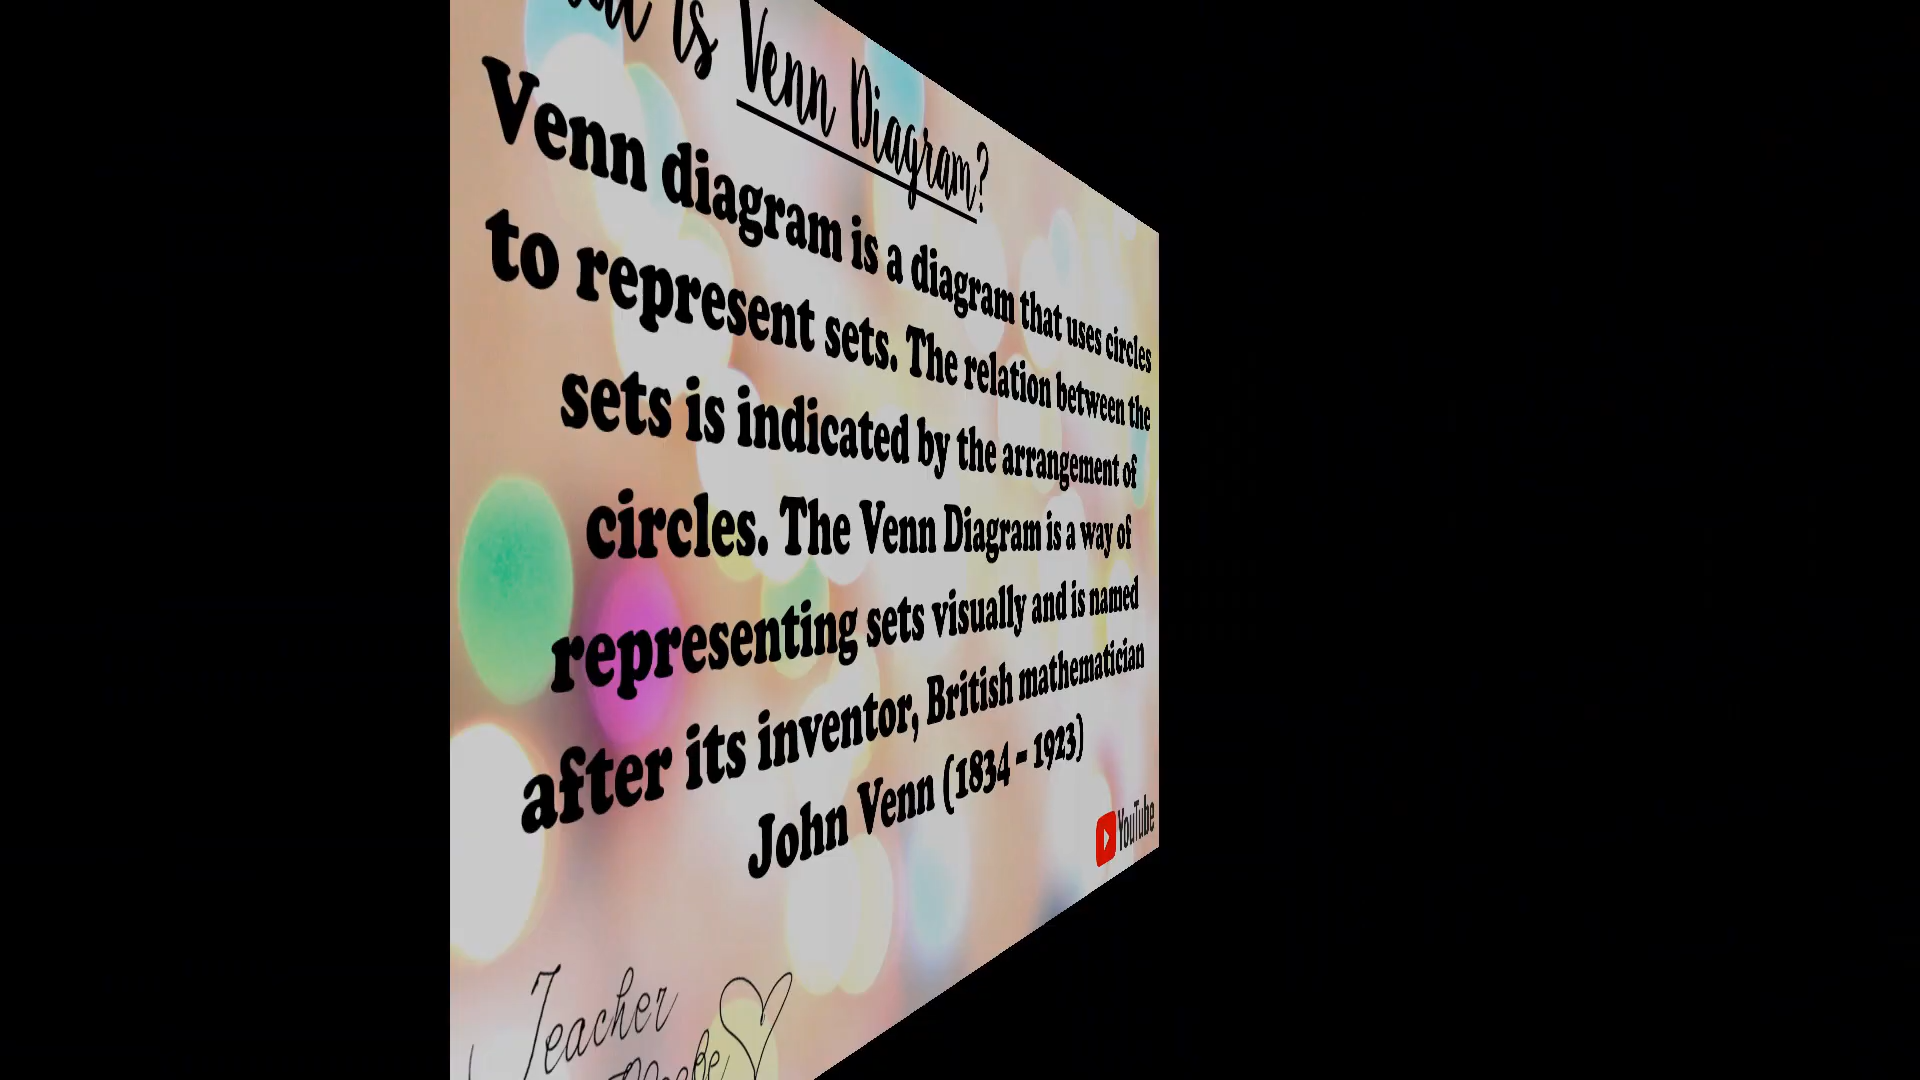 Is Venn Diagram?
Venn diagram is a diagram that uses circles
to represent sets. The relation between the
sets is indicated by the arrangement of
circles. The Venn Diagram is a way of
representing sets visually and is named
after its inventor, British mathematician
John Venn (1834 - 1923)
YouTube
Teacher